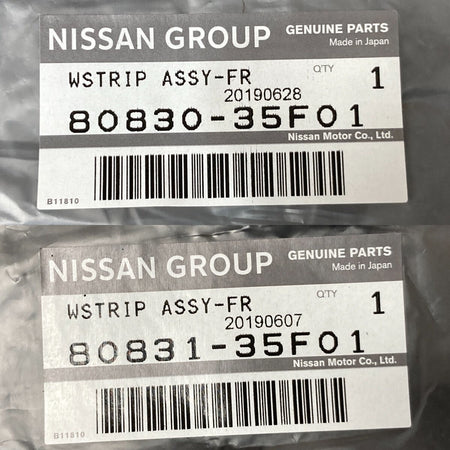 NISSAN GROUP GENUINE PARTS
Made in Japan
WSTRIP ASSY-FR Q'TY 1
20190628
80830-35F01
Nissan Motor Co., Ltd.
B11810
NISSAN GROUP GENUINE PARTS
Made in Japan
WSTRIP ASSY-FR Q'TY 1
20190607
80831-35F01
Nissan Motor Co., Ltd.
B11810